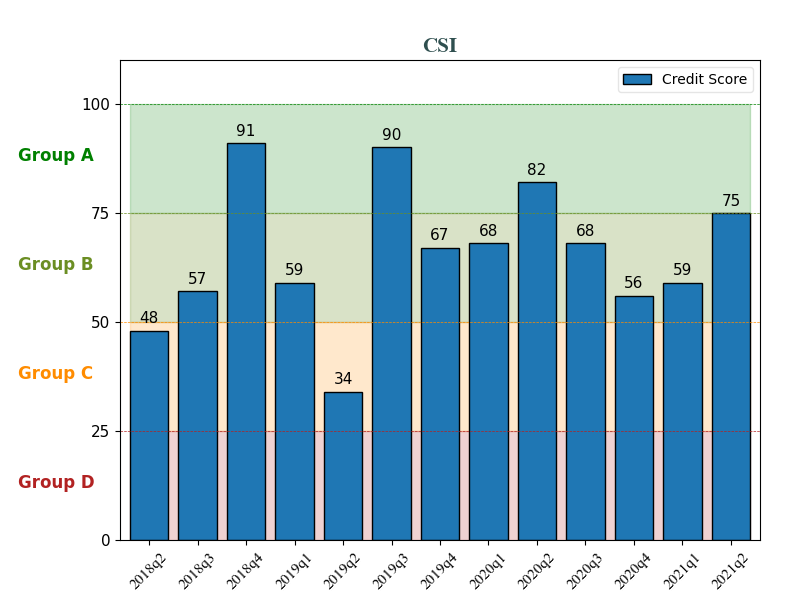 CSI
Credit Score
100
75
50
25
0
Group A
Group B
Group C
Group D
48
57
91
59
34
90
67
68
82
68
56
59
75
2018q2
2018q3
2018q4
2019q1
2019q2
2019q3
2019q4
2020q1
2020q2
2020q3
2020q4
2021q1
2021q2